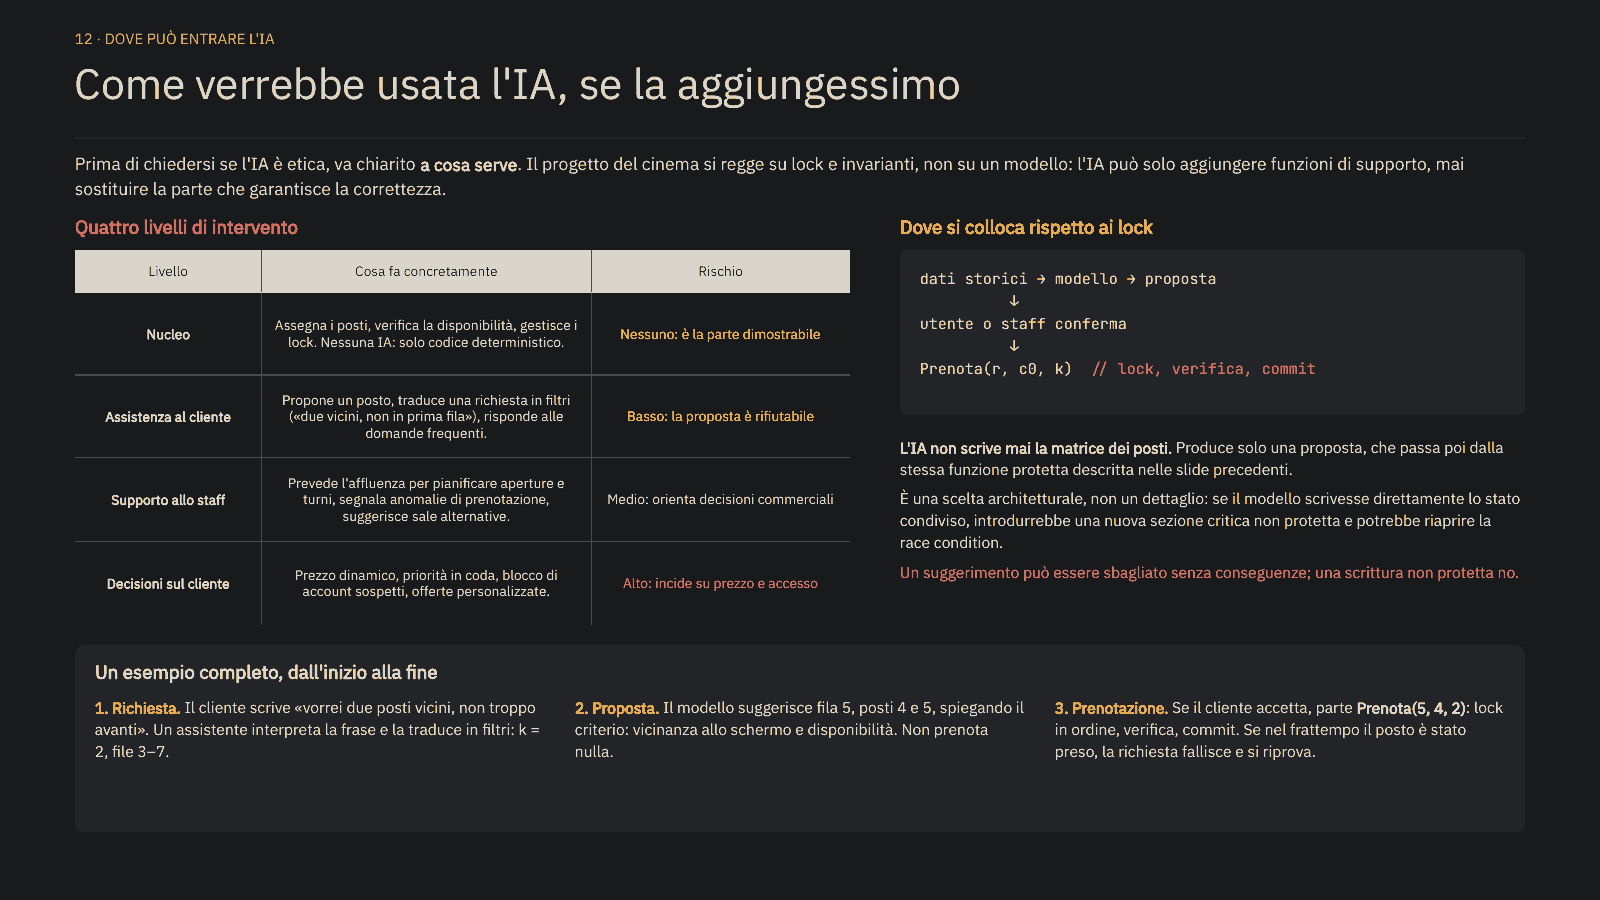 12 · DOVE PUÒ ENTRARE L'IA
Come verrebbe usata l'IA, se la aggiungessimo
Prima di chiedersi se l'IA è etica, va chiarito a cosa serve. Il progetto del cinema si regge su lock e invarianti, non su un modello: l'IA può solo aggiungere funzioni di supporto, mai
sostituire la parte che garantisce la correttezza.
Quattro livelli di intervento
Livello
Cosa fa concretamente
Rischio
Nucleo
Assegna i posti, verifica la disponibilità, gestisce i
lock. Nessuna IA: solo codice deterministico.
Nessuno: è la parte dimostrabile
Assistenza al cliente
Propone un posto, traduce una richiesta in filtri
(«due vicini, non in prima fila»), risponde alle
domande frequenti.
Basso: la proposta è rifiutabile
Supporto allo staff
Prevede l'affluenza per pianificare aperture e
turni, segnala anomalie di prenotazione,
suggerisce sale alternative.
Medio: orienta decisioni commerciali
Decisioni sul cliente
Prezzo dinamico, priorità in coda, blocco di
account sospetti, offerte personalizzate.
Alto: incide su prezzo e accesso
Dove si colloca rispetto ai lock
dati storici → modello → proposta
↓
utente o staff conferma
↓
Prenota(r, c0, k)  // lock, verifica, commit
L'IA non scrive mai la matrice dei posti. Produce solo una proposta, che passa poi dalla
stessa funzione protetta descritta nelle slide precedenti.
È una scelta architetturale, non un dettaglio: se il modello scrivesse direttamente lo stato
condiviso, introdurrebbe una nuova sezione critica non protetta e potrebbe riaprire la
race condition.
Un suggerimento può essere sbagliato senza conseguenze; una scrittura non protetta no.
Un esempio completo, dall'inizio alla fine
1. Richiesta. Il cliente scrive «vorrei due posti vicini, non troppo
avanti». Un assistente interpreta la frase e la traduce in filtri: k =
2, file 3–7.
2. Proposta. Il modello suggerisce fila 5, posti 4 e 5, spiegando il
criterio: vicinanza allo schermo e disponibilità. Non prenota
nulla.
3. Prenotazione. Se il cliente accetta, parte Prenota(5, 4, 2): lock
in ordine, verifica, commit. Se nel frattempo il posto è stato
preso, la richiesta fallisce e si riprova.